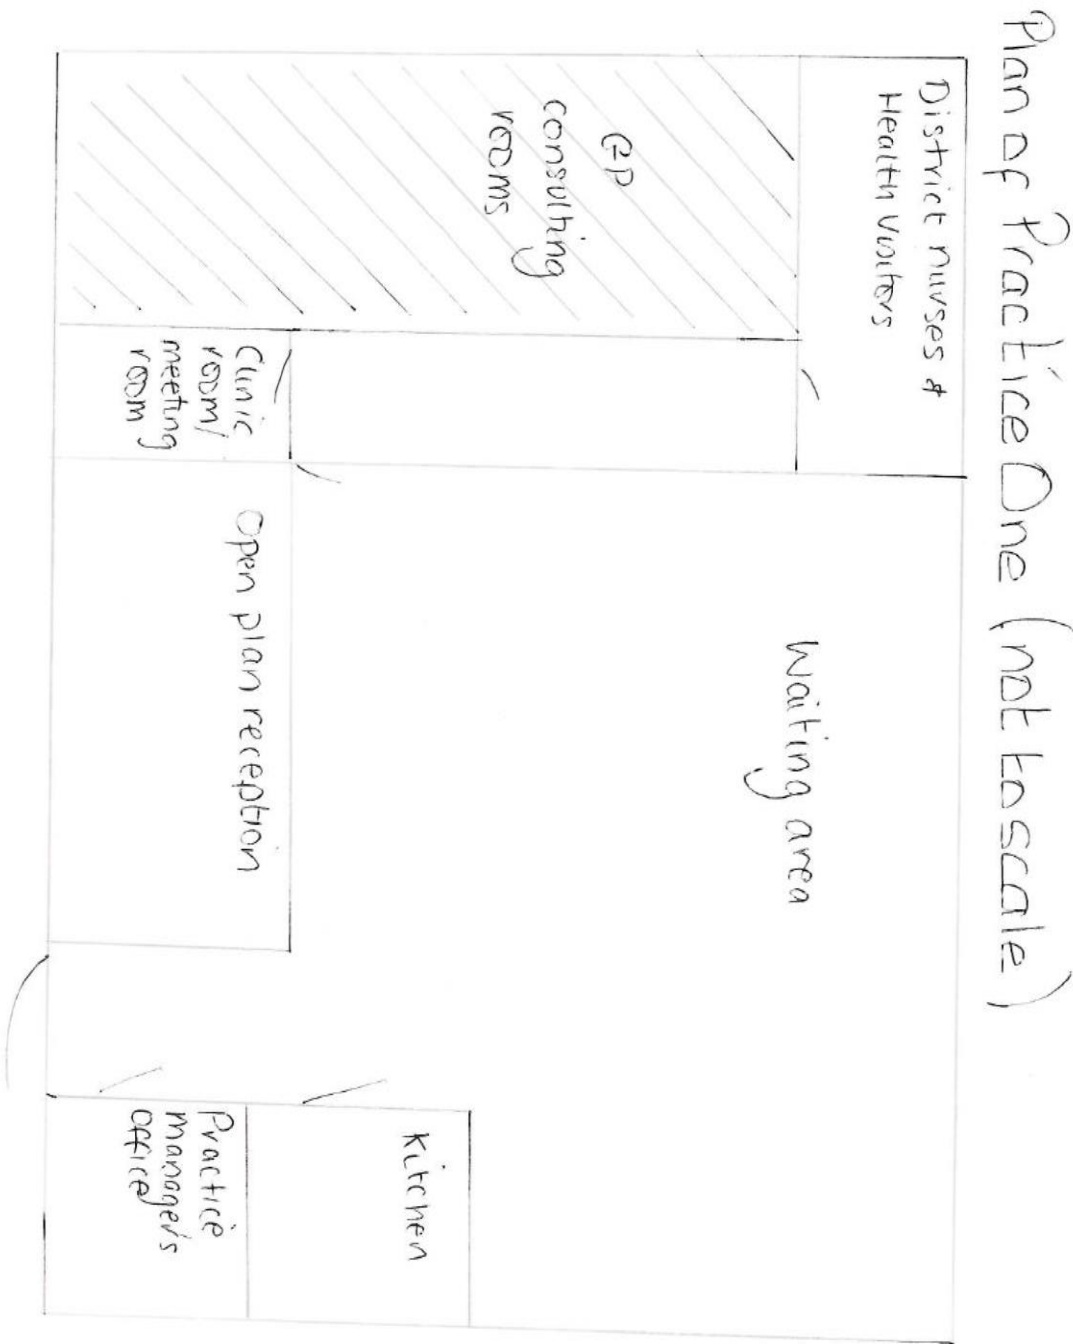 Plan of Practice One (not to scale)
District nurses &
Health Visitors
GP
consulting
rooms
Clinic
room/
meeting
room
Waiting area
Open plan reception
Kitchen
Practice
manager's
office